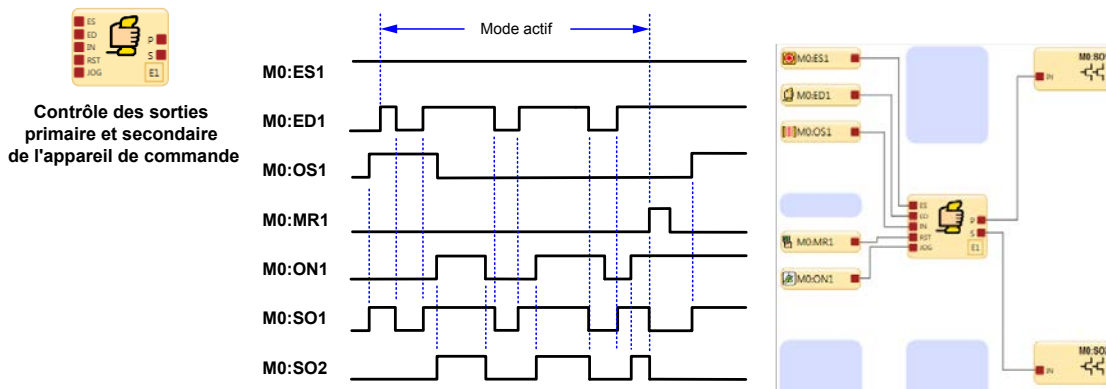 ES
ED
IN
RST
JOG
P
S
E1
Contrôle des sorties
primaire et secondaire
de l'appareil de commande
Mode actif
M0:ES1
M0:ED1
M0:OS1
M0:MR1
M0:ON1
M0:SO1
M0:SO2
M0:ES1
M0:ED1
M0:OS1
M0:MR1
M0:ON1
ES
ED
IN
RST
JOG
P
S
E1
IN
IN